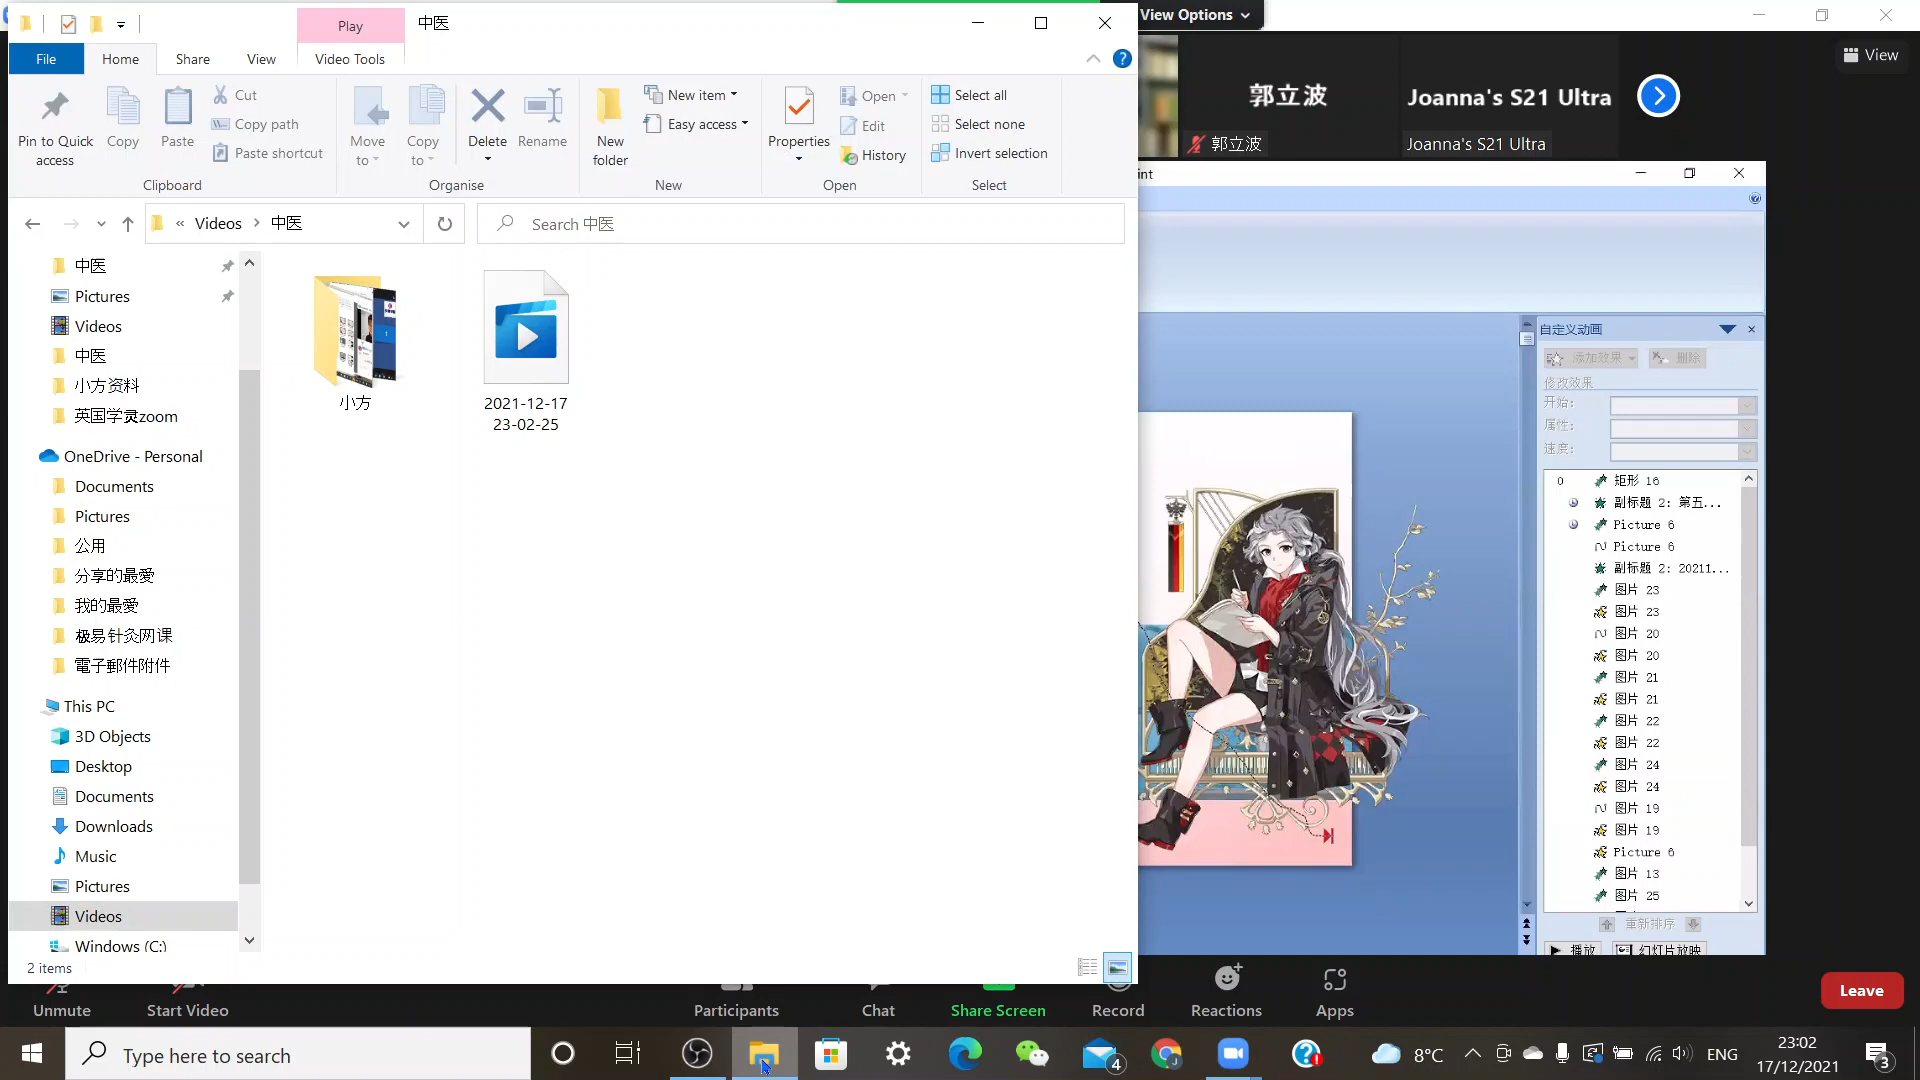 Play
中医
View Options
File
Home
Share
View
Video Tools
View
Pin to Quick access
Copy
Paste
Cut
Copy path
Paste shortcut
Clipboard
Move to
Copy to
Delete
Rename
Organise
New folder
New item
Easy access
New
Properties
Open
Edit
History
Open
Select all
Select none
Invert selection
Select
郭立波
郭立波
Joanna's S21 Ultra
Joanna's S21 Ultra
int
« Videos > 中医
Search 中医
中医
Pictures
Videos
中医
小方资料
英国学灵zoom
OneDrive - Personal
Documents
Pictures
公用
分享的最愛
我的最愛
极易针灸网课
電子郵件附件
This PC
3D Objects
Desktop
Documents
Downloads
Music
Pictures
Videos
Windows (C:)
2 items
小方
2021-12-17
23-02-25
自定义动画
添加效果
删除
修改效果
开始:
属性:
速度:
0 矩形 16
副标题 2: 第五...
Picture 6
Picture 6
副标题 2: 20211...
图片 23
图片 23
图片 20
图片 20
图片 21
图片 21
图片 22
图片 22
图片 24
图片 24
图片 19
图片 19
Picture 6
图片 13
图片 25
重新排序
播放
幻灯片放映
Unmute
Start Video
Participants
Chat
Share Screen
Record
Reactions
Apps
Leave
Type here to search
4
8°C
ENG
23:02
17/12/2021
3